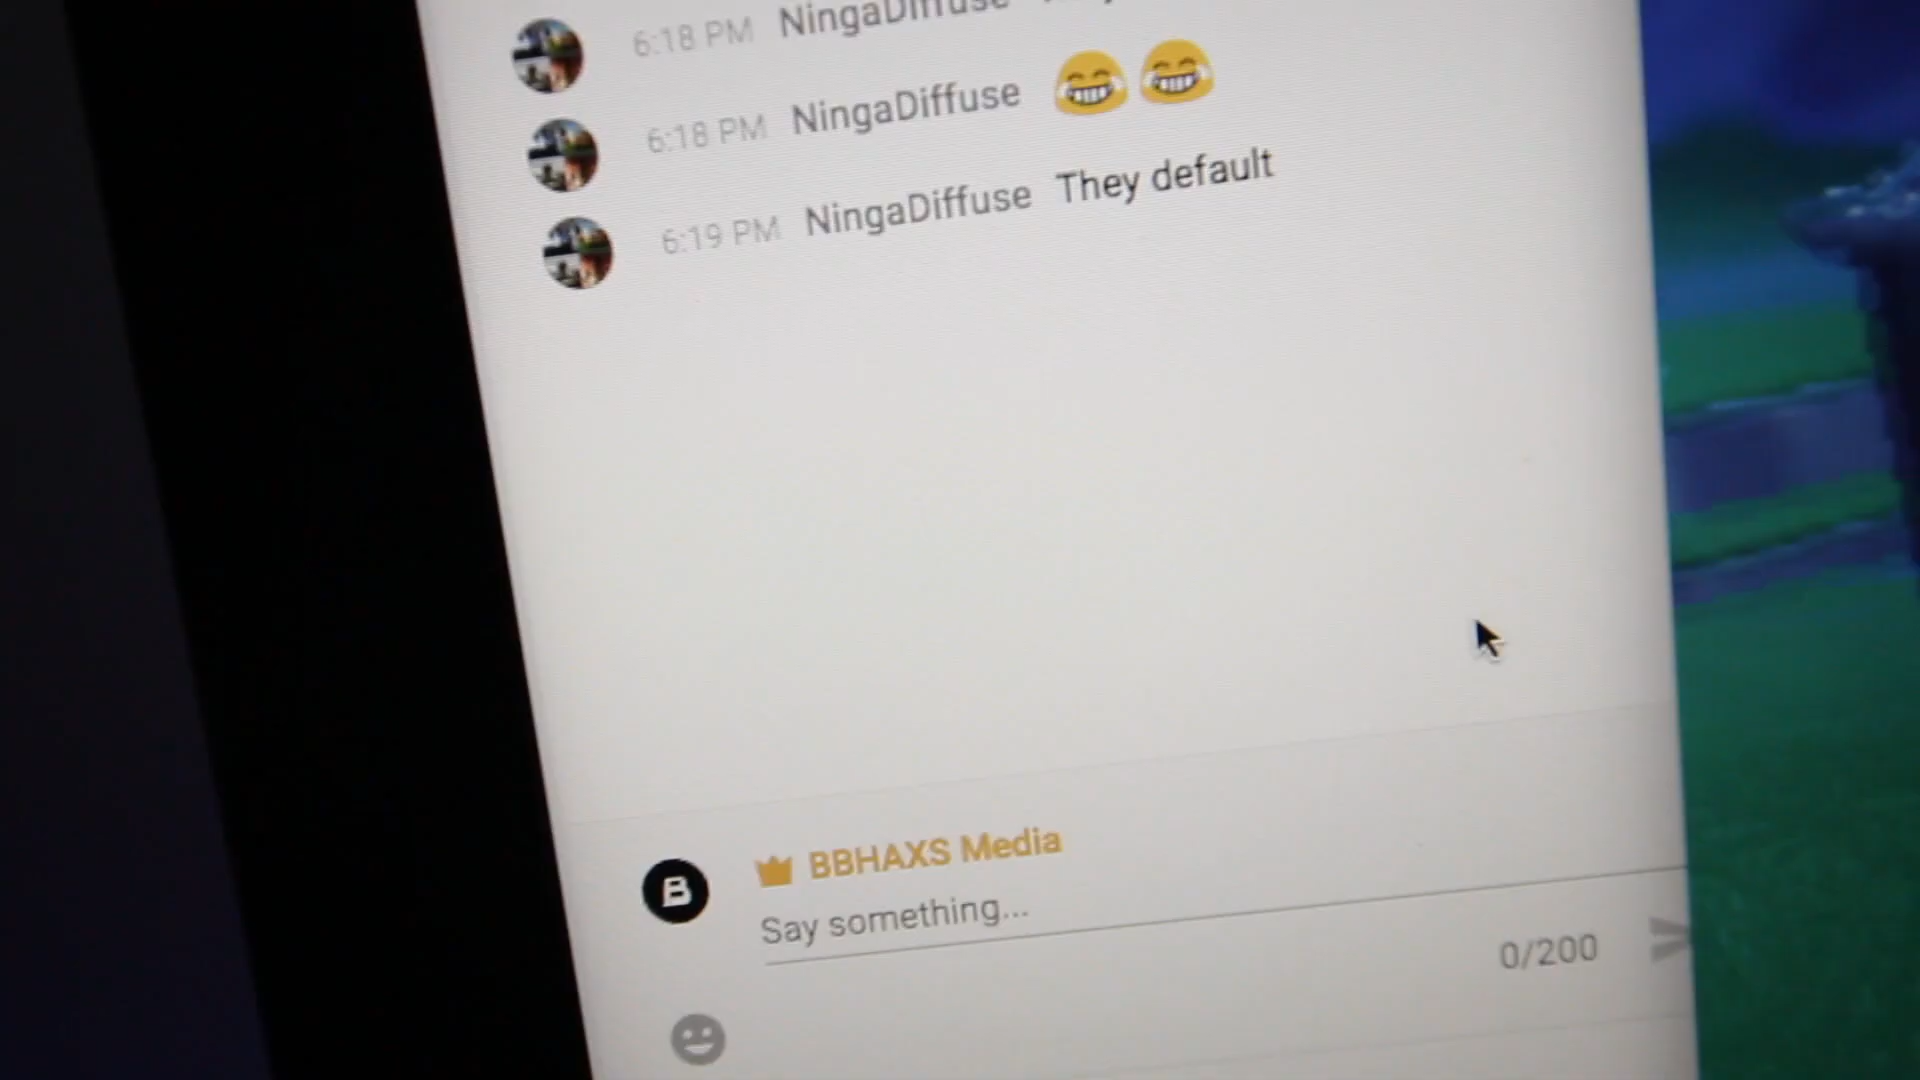 6:18 PM NingaDiffuse
6:18 PM NingaDiffuse 😂 😂
6:19 PM NingaDiffuse They default
B
BBHAXS Media
Say something...
0/200